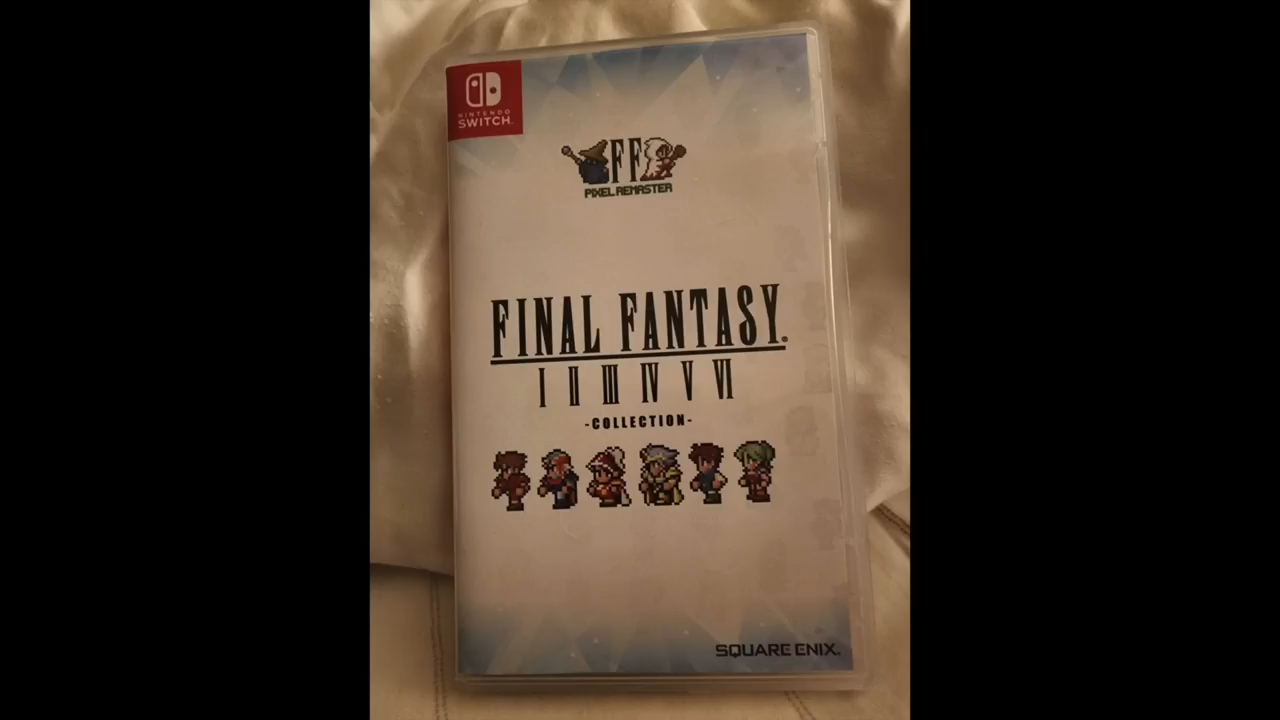 NINTENDO
SWITCH
FF
PIXEL REMASTER
FINAL FANTASY®
I II III IV V VI
-COLLECTION-
SQUARE ENIX.